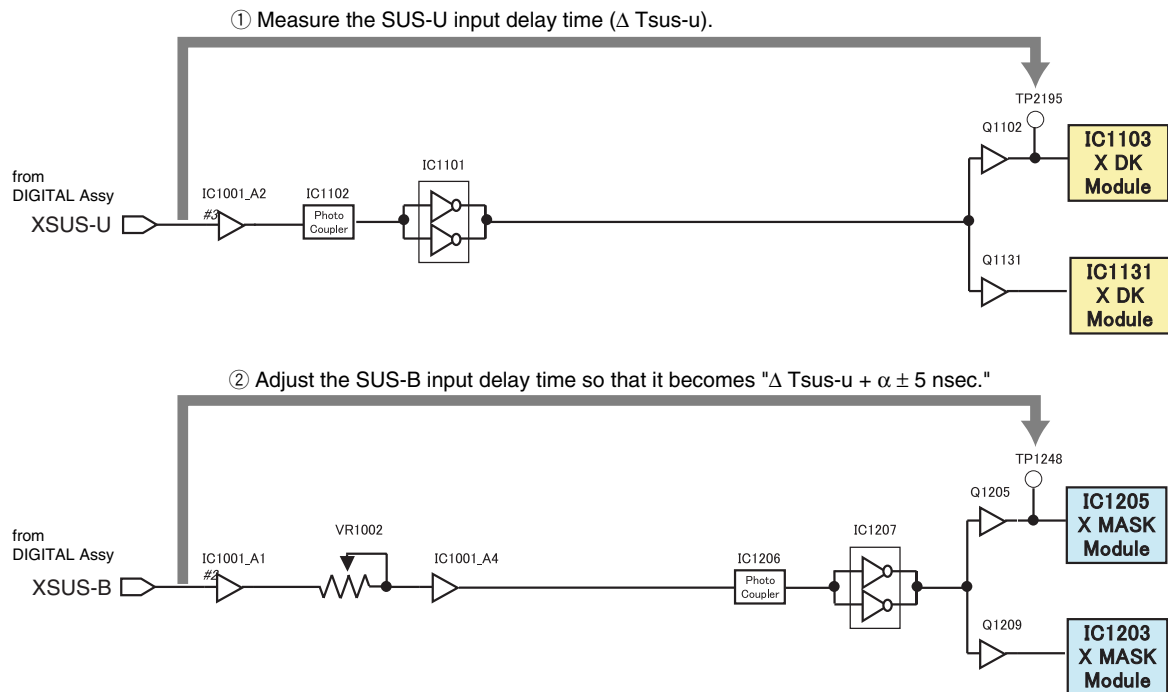 ① Measure the SUS-U input delay time (Δ Tsus-u).
TP2195
Q1102
IC1103
X DK
Module
from
DIGITAL Assy
XSUS-U
IC1001_A2
#3
IC1102
Photo
Coupler
IC1101
Q1131
IC1131
X DK
Module
② Adjust the SUS-B input delay time so that it becomes "Δ Tsus-u + α ± 5 nsec."
TP1248
Q1205
IC1205
X MASK
Module
from
DIGITAL Assy
XSUS-B
IC1001_A1
#2
VR1002
IC1001_A4
IC1206
Photo
Coupler
IC1207
Q1209
IC1203
X MASK
Module